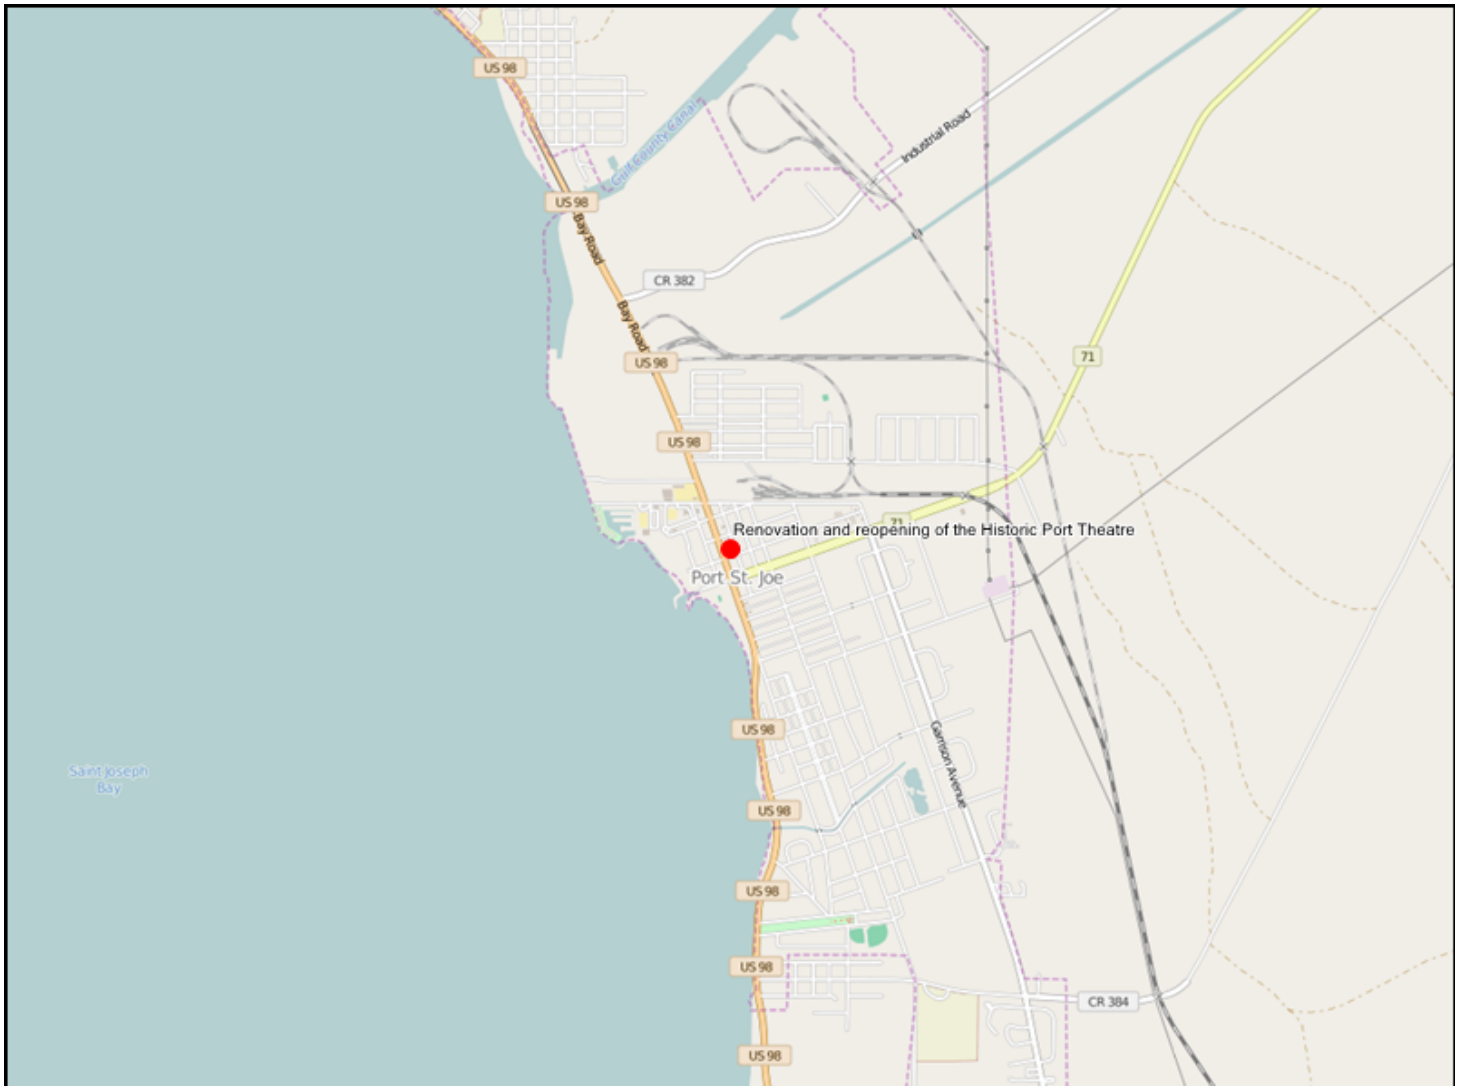 US 98
Gulf County Canal
Industrial Road
US 98
Bay Road
CR 382
Bay Road
US 98
71
US 98
71
Renovation and reopening of the Historic Port Theatre
Port St. Joe
US 98
Garrison Avenue
Saint Joseph
Bay
US 98
US 98
US 98
CR 384
US 98